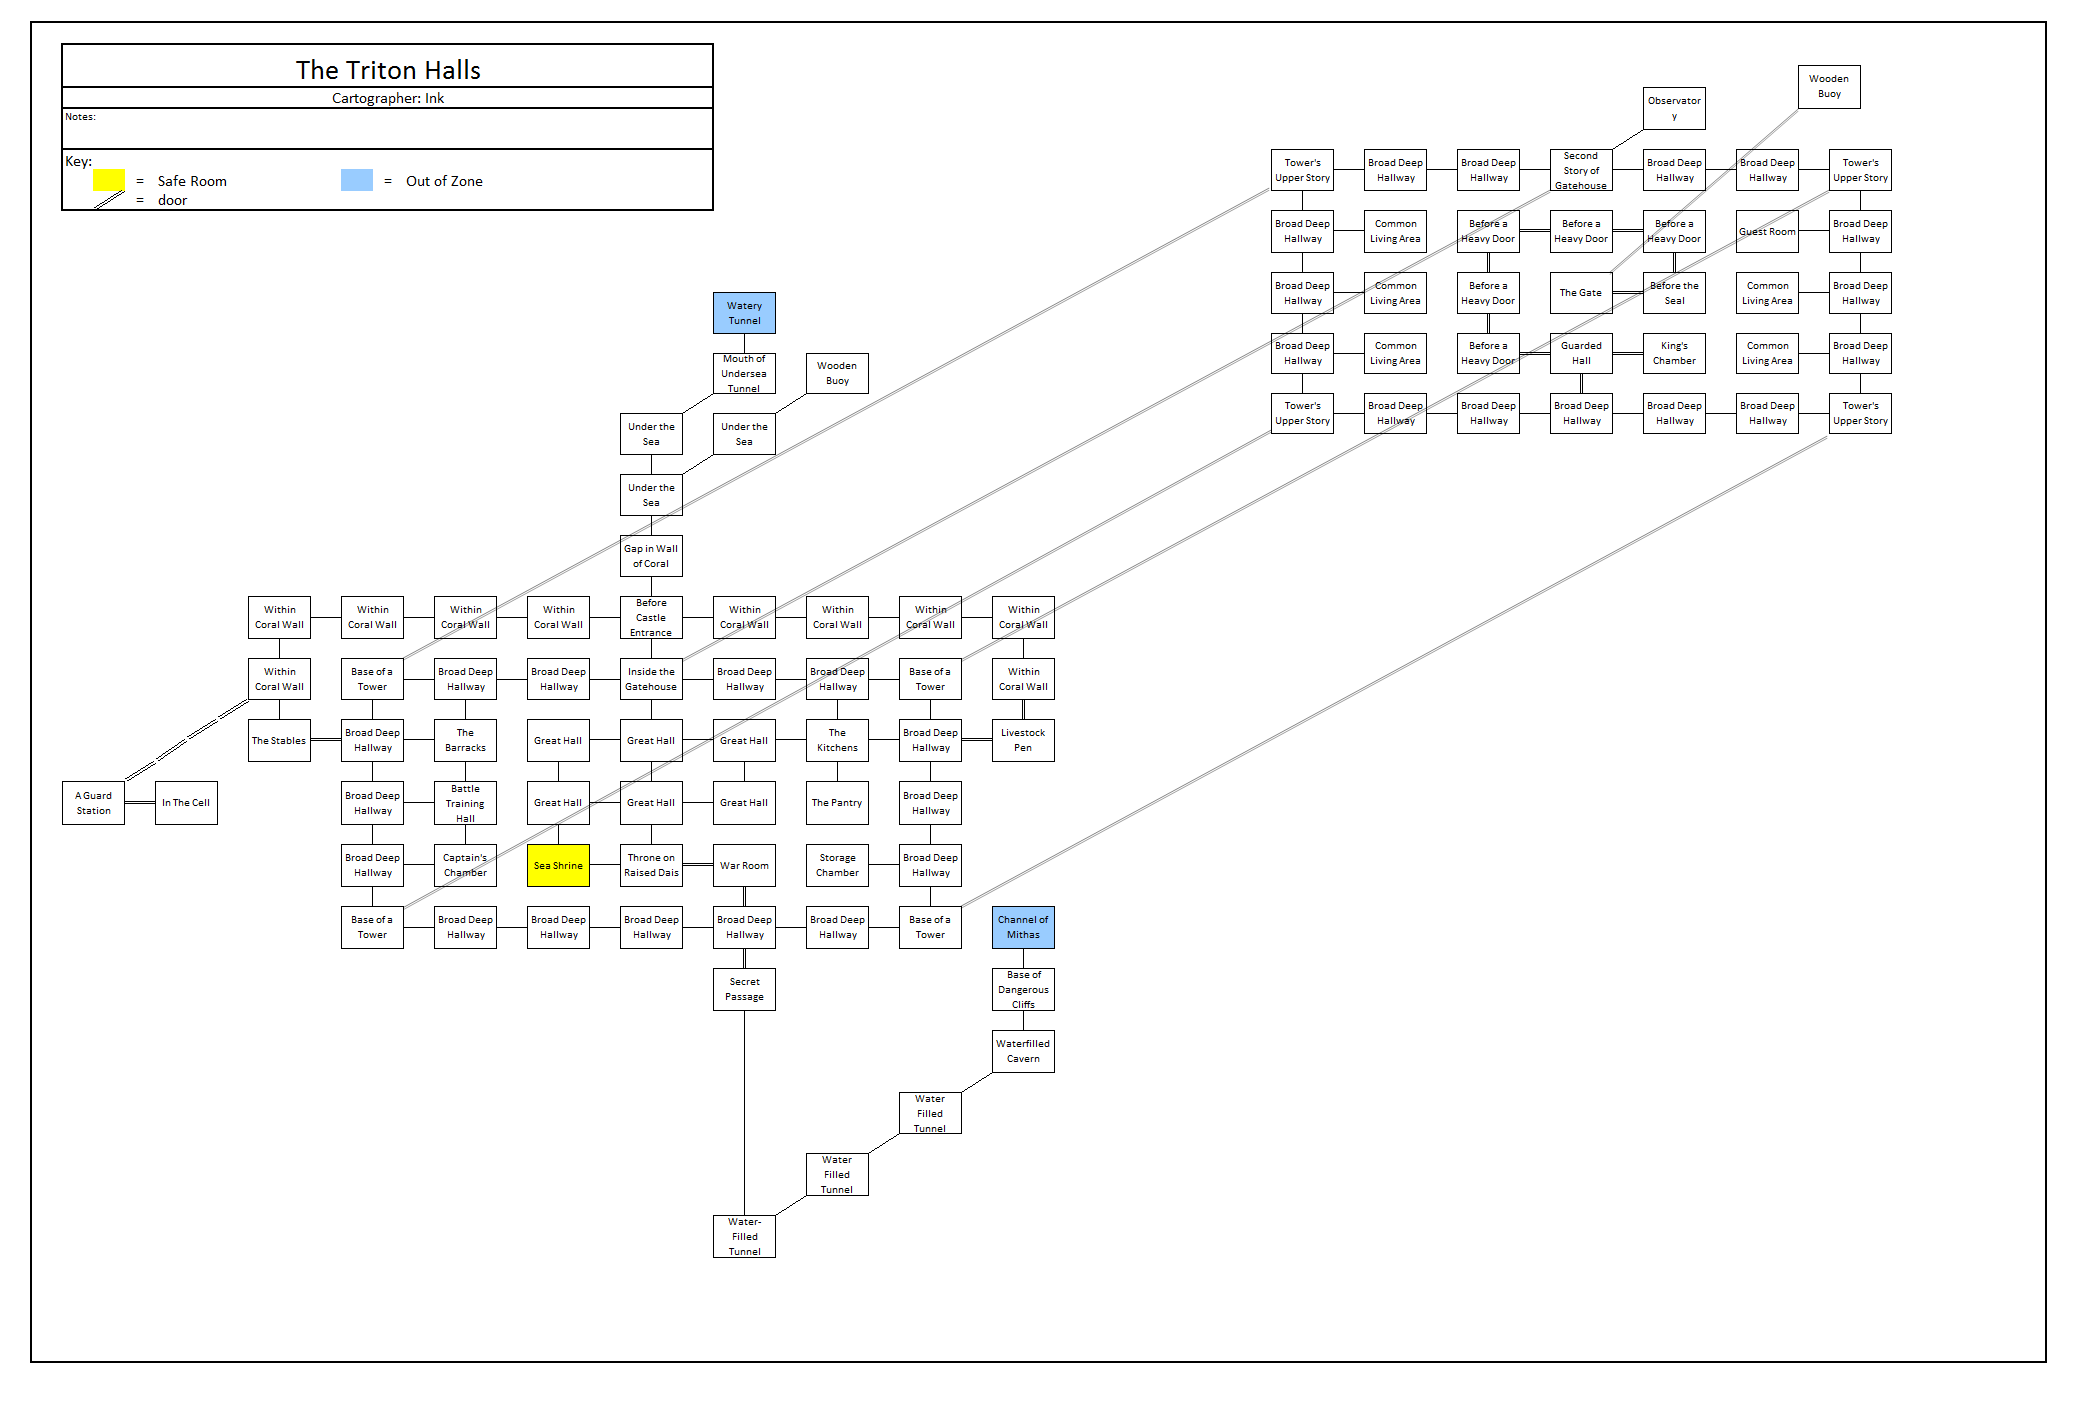 The Triton Halls
Cartographer: Ink
Notes:
Key:
= Safe Room
= Out of Zone
= door
Wooden
Buoy
Observator
y
Tower's
Upper Story
Broad Deep
Hallway
Broad Deep
Hallway
Second
Story of
Gatehouse
Broad Deep
Hallway
Broad Deep
Hallway
Tower's
Upper Story
Broad Deep
Hallway
Common
Living Area
Before a
Heavy Door
Before a
Heavy Door
Before a
Heavy Door
Guest Room
Broad Deep
Hallway
Broad Deep
Hallway
Common
Living Area
Before a
Heavy Door
The Gate
Before the
Seal
Common
Living Area
Broad Deep
Hallway
Broad Deep
Hallway
Common
Living Area
Before a
Heavy Door
Guarded
Hall
King's
Chamber
Common
Living Area
Broad Deep
Hallway
Tower's
Upper Story
Broad Deep
Hallway
Broad Deep
Hallway
Broad Deep
Hallway
Broad Deep
Hallway
Broad Deep
Hallway
Tower's
Upper Story
Watery
Tunnel
Mouth of
Undersea
Tunnel
Wooden
Buoy
Under the
Sea
Under the
Sea
Under the
Sea
Gap in Wall
of Coral
Within
Coral Wall
Within
Coral Wall
Within
Coral Wall
Within
Coral Wall
Before
Castle
Entrance
Within
Coral Wall
Within
Coral Wall
Within
Coral Wall
Within
Coral Wall
Within
Coral Wall
Base of a
Tower
Broad Deep
Hallway
Broad Deep
Hallway
Inside the
Gatehouse
Broad Deep
Hallway
Broad Deep
Hallway
Base of a
Tower
Within
Coral Wall
The Stables
Broad Deep
Hallway
The
Barracks
Great Hall
Great Hall
Great Hall
The
Kitchens
Broad Deep
Hallway
Livestock
Pen
A Guard
Station
In The Cell
Broad Deep
Hallway
Battle
Training
Hall
Great Hall
Great Hall
Great Hall
The Pantry
Broad Deep
Hallway
Broad Deep
Hallway
Captain's
Chamber
Sea Shrine
Throne on
Raised Dais
War Room
Storage
Chamber
Broad Deep
Hallway
Base of a
Tower
Broad Deep
Hallway
Broad Deep
Hallway
Broad Deep
Hallway
Broad Deep
Hallway
Broad Deep
Hallway
Base of a
Tower
Channel of
Mithas
Secret
Passage
Base of
Dangerous
Cliffs
Waterfilled
Cavern
Water
Filled
Tunnel
Water
Filled
Tunnel
Water-
Filled
Tunnel